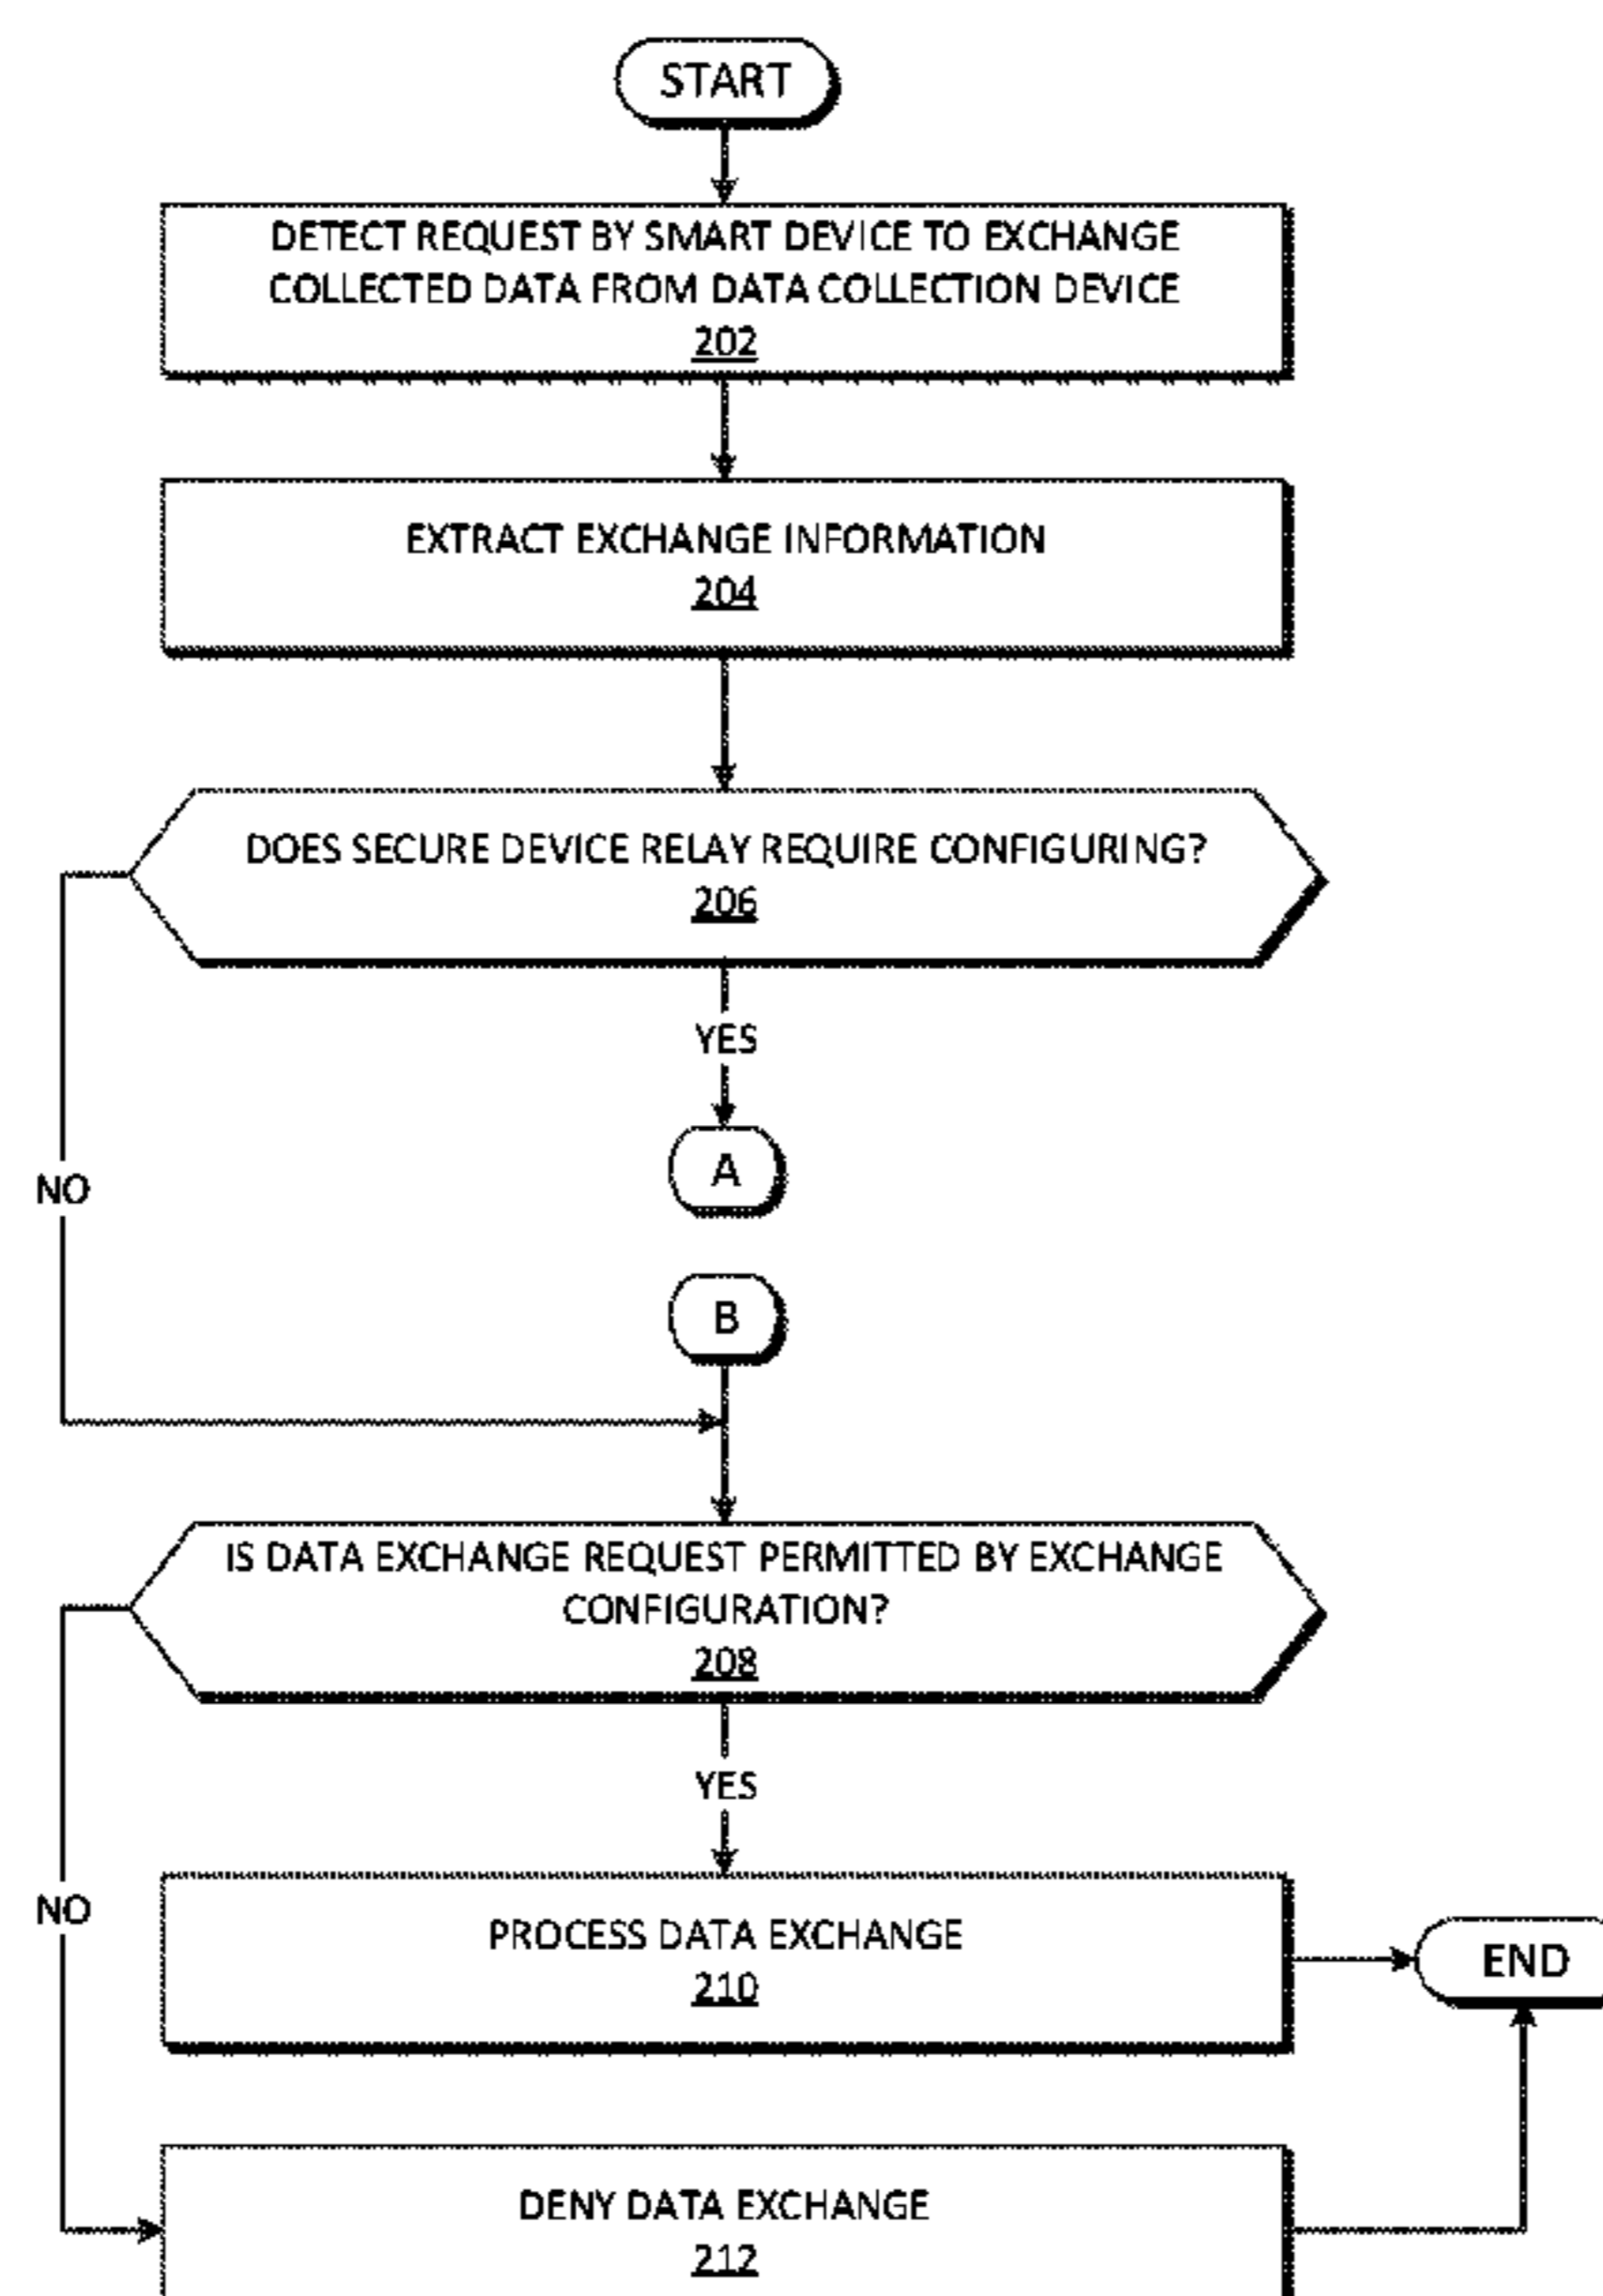 START
DETECT REQUEST BY SMART DEVICE TO EXCHANGE
COLLECTED DATA FROM DATA COLLECTION DEVICE
202
EXTRACT EXCHANGE INFORMATION
204
DOES SECURE DEVICE RELAY REQUIRE CONFIGURING?
206
YES
A
NO
B
IS DATA EXCHANGE REQUEST PERMITTED BY EXCHANGE
CONFIGURATION?
208
YES
NO
PROCESS DATA EXCHANGE
210
END
DENY DATA EXCHANGE
212